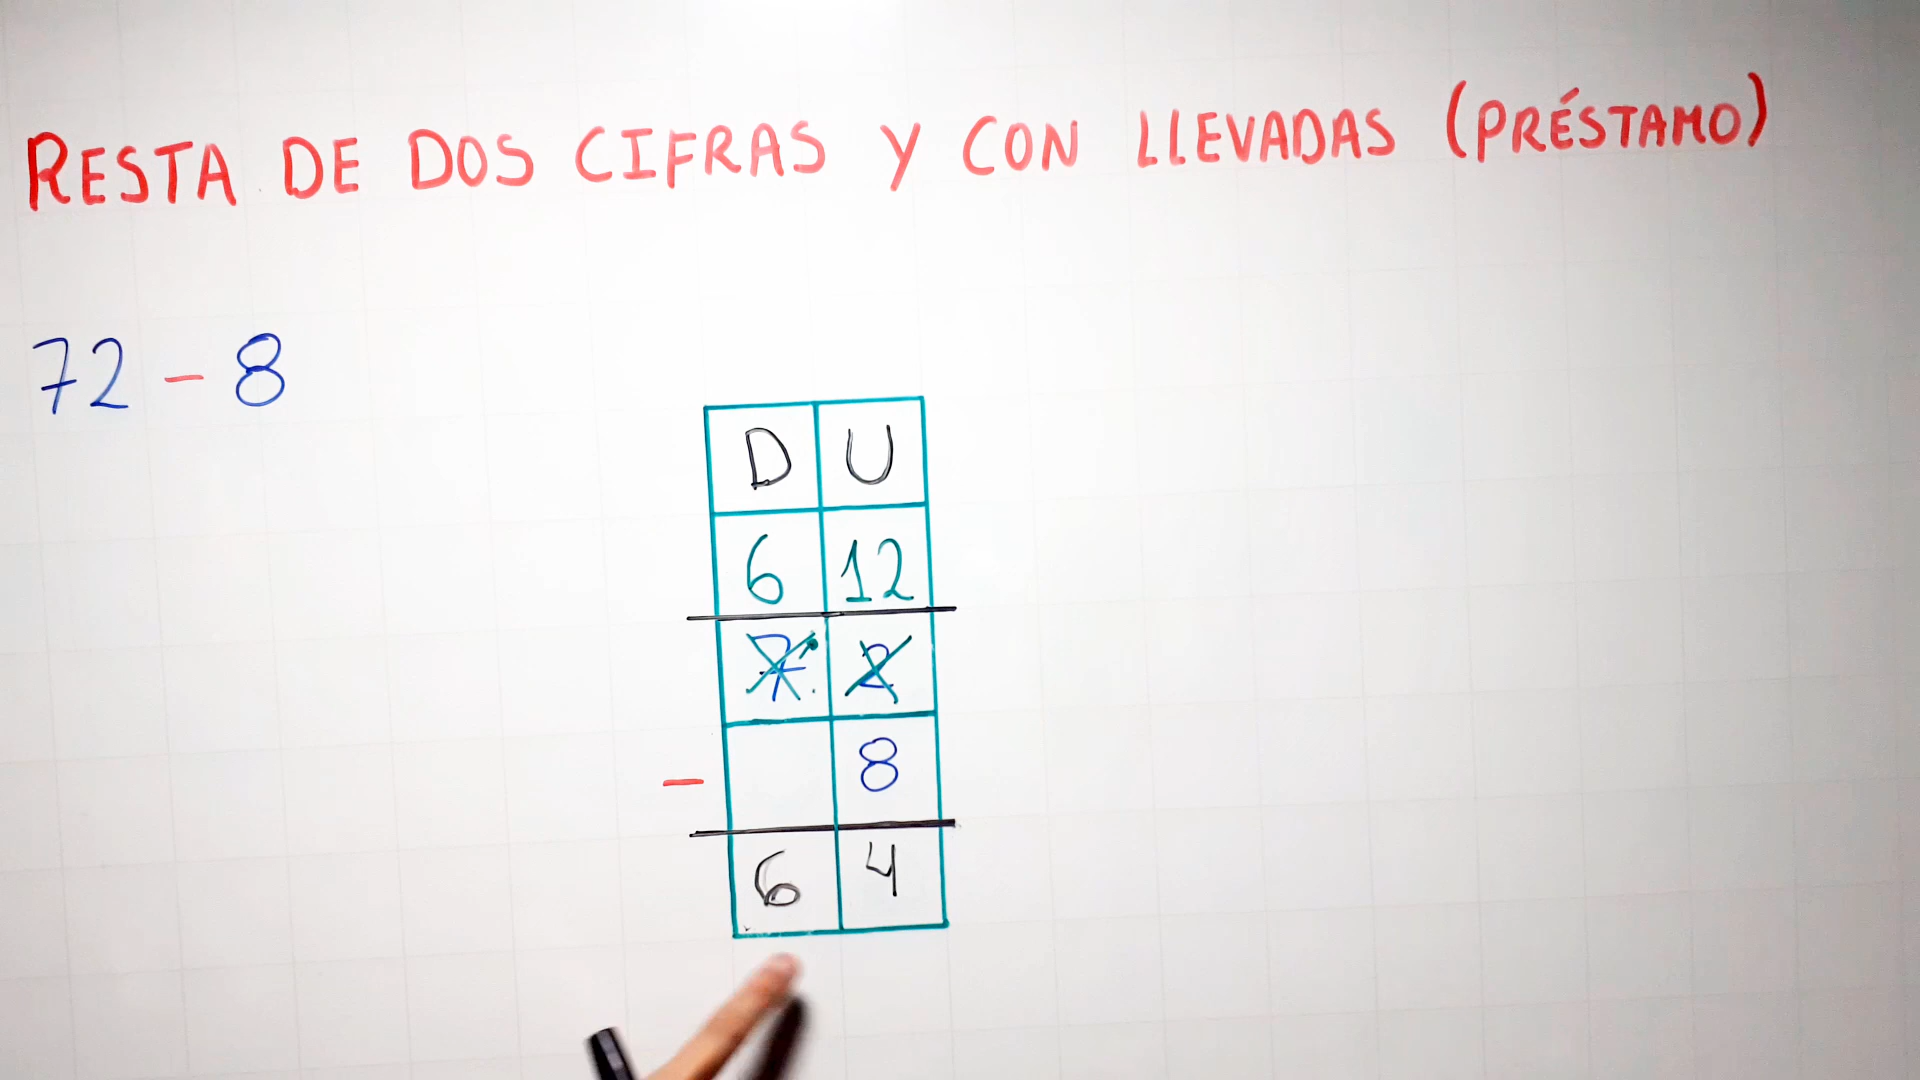 RESTA DE DOS CIFRAS Y CON LLEVADAS (PRÉSTAMO)
72 - 8
D U
6 12
7 2
- 8
6 4